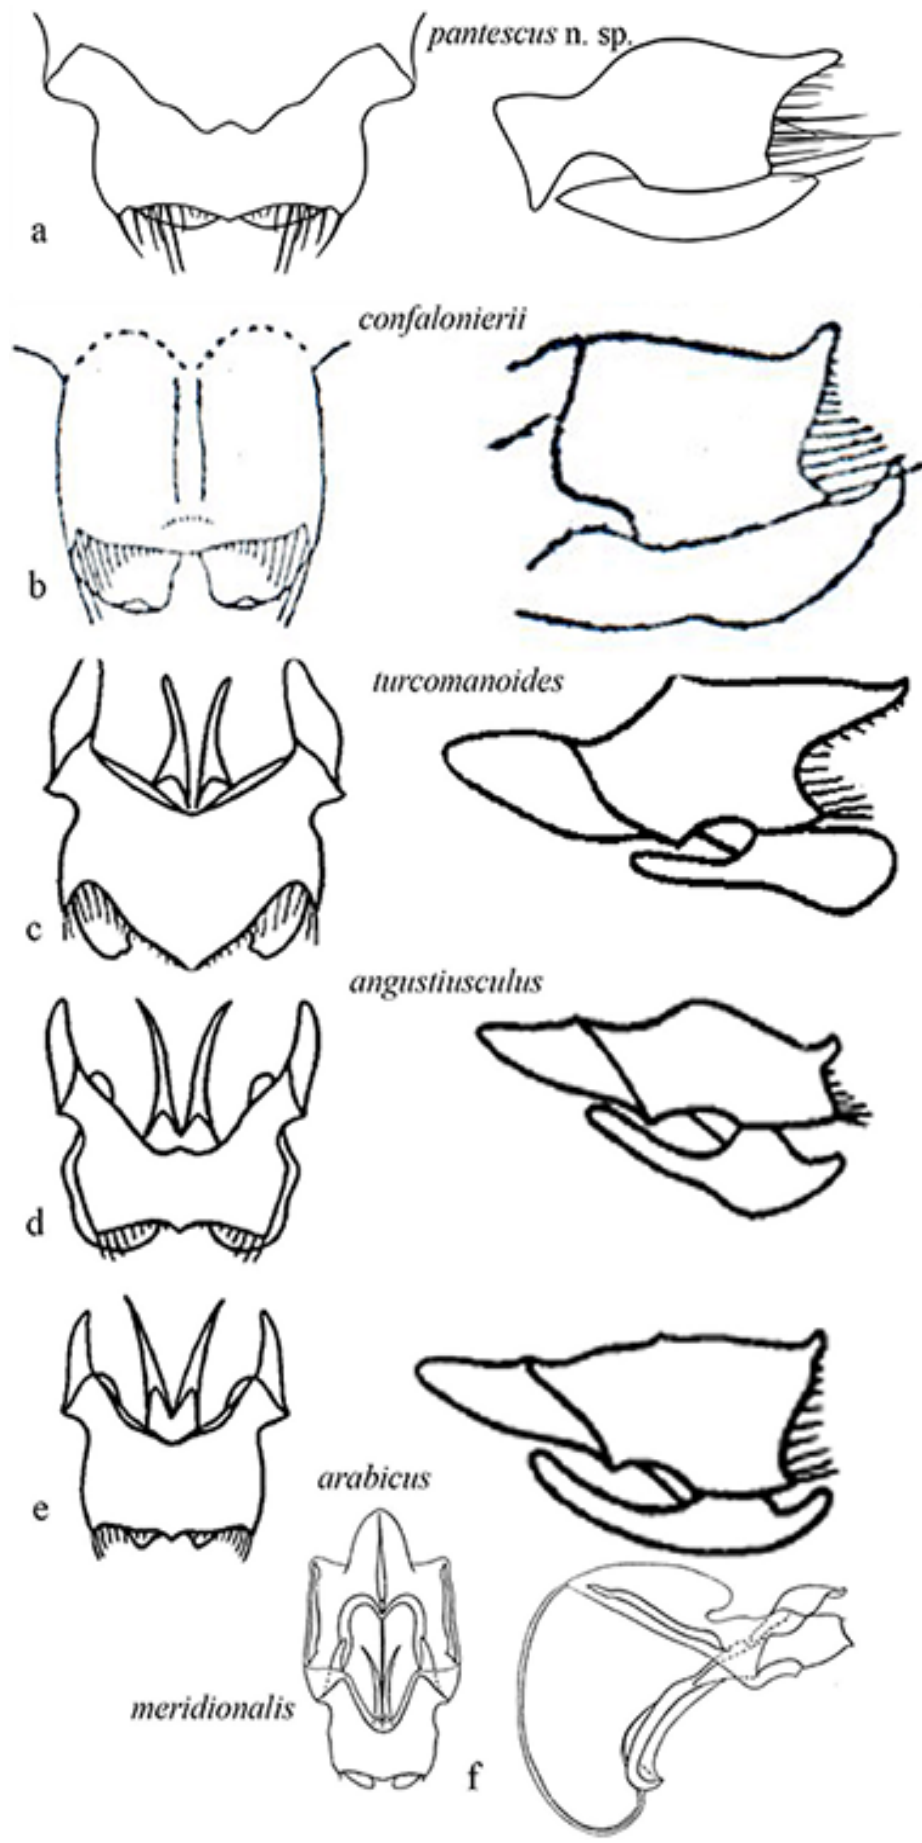 pantescus n. sp.
a
confalonierii
b
turcomanoides
c
angustiusculus
d
arabicus
e
meridionalis
f